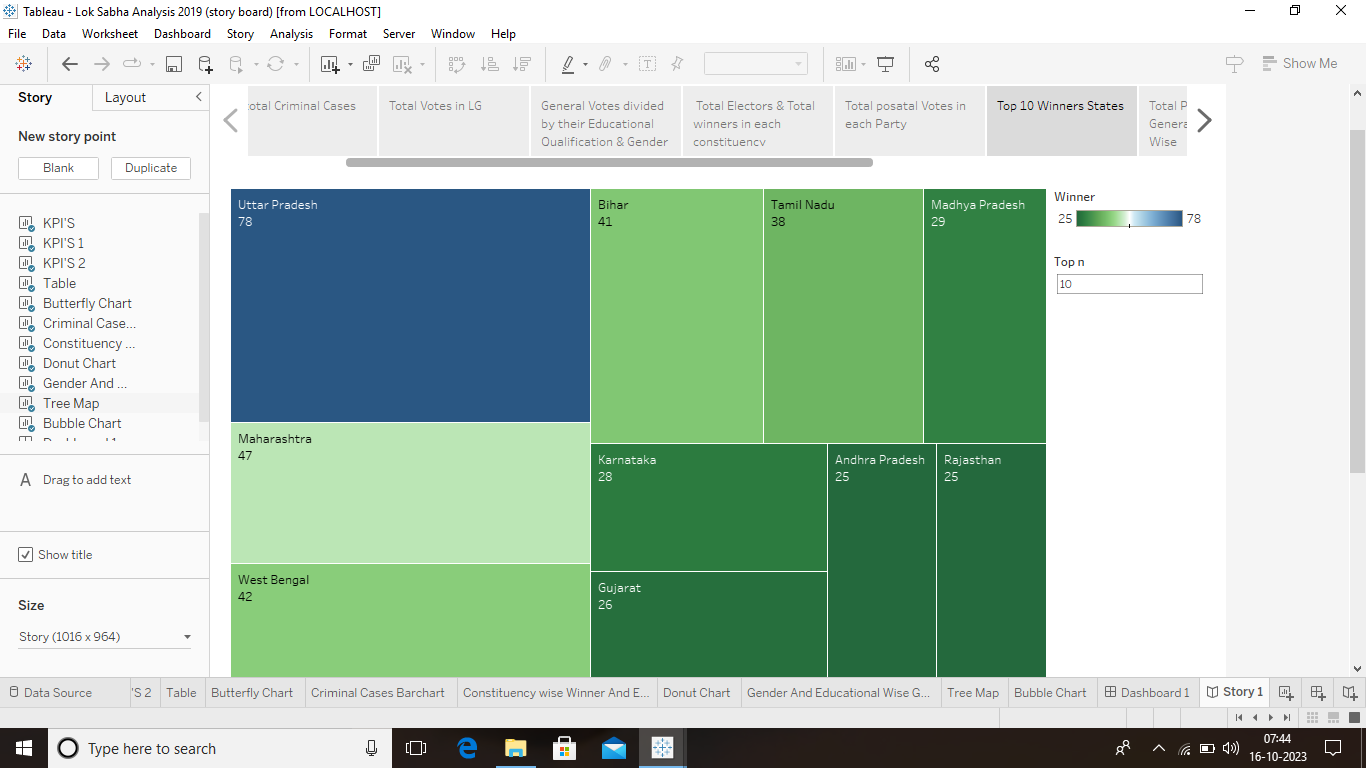 Tableau - Lok Sabha Analysis 2019 (story board) [from LOCALHOST]
File Data Worksheet Dashboard Story Analysis Format Server Window Help
Show Me
Story Layout
New story point
Blank Duplicate
KPI'S
KPI'S 1
KPI'S 2
Table
Butterfly Chart
Criminal Case...
Constituency ...
Donut Chart
Gender And ...
Tree Map
Bubble Chart
Drag to add text
Show title
Size
Story (1016 x 964)
otal Criminal Cases
Total Votes in LG
General Votes divided
by their Educational
Qualification & Gender
Total Electors & Total
winners in each
constituency
Total posatal Votes in
each Party
Top 10 Winners States
Total P
Genera
Wise
Uttar Pradesh
78
Maharashtra
47
West Bengal
42
Bihar
41
Tamil Nadu
38
Madhya Pradesh
29
Karnataka
28
Gujarat
26
Andhra Pradesh
25
Rajasthan
25
Winner
25 78
Top n
10
Data Source 'S 2 Table Butterfly Chart Criminal Cases Barchart Constituency wise Winner And E... Donut Chart Gender And Educational Wise G... Tree Map Bubble Chart Dashboard 1 Story 1
Type here to search
07:44
16-10-2023